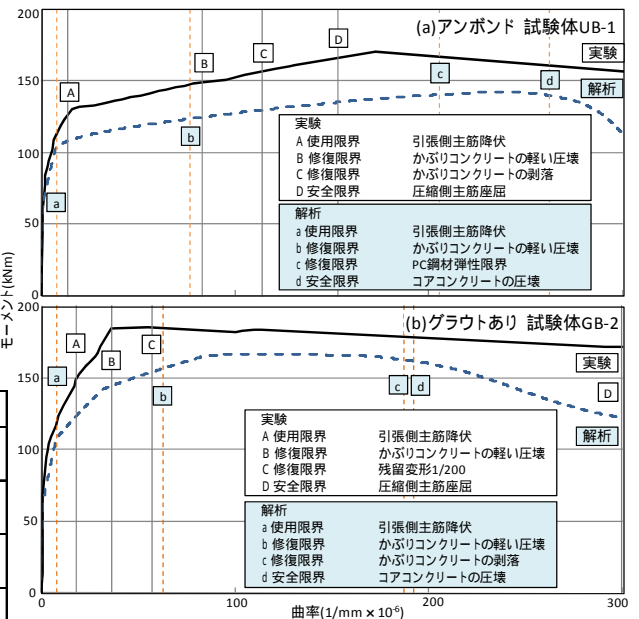 200
(a)アンボンド 試験体UB-1
D
C
B
A
実験
解析
150
c
d
b
a
100
50
0
実験
A 使用限界 引張側主筋降伏
B 修復限界 かぶりコンクリートの軽い圧壊
C 修復限界 かぶりコンクリートの剥落
D 安全限界 圧縮側主筋座屈
解析
a 使用限界 引張側主筋降伏
b 修復限界 かぶりコンクリートの軽い圧壊
c 修復限界 PC鋼材弾性限界
d 安全限界 コアコンクリートの圧壊
モーメント(kNm)
200
(b)グラウトあり 試験体GB-2
A
B
C
実験
D
解析
150
a
b
c
d
100
50
0
実験
A 使用限界 引張側主筋降伏
B 修復限界 かぶりコンクリートの軽い圧壊
C 修復限界 残留変形1/200
D 安全限界 圧縮側主筋座屈
解析
a 使用限界 引張側主筋降伏
b 修復限界 かぶりコンクリートの軽い圧壊
c 修復限界 かぶりコンクリートの剥落
d 安全限界 コアコンクリートの圧壊
0 100 200 300
曲率(1/mm×10⁻⁶)